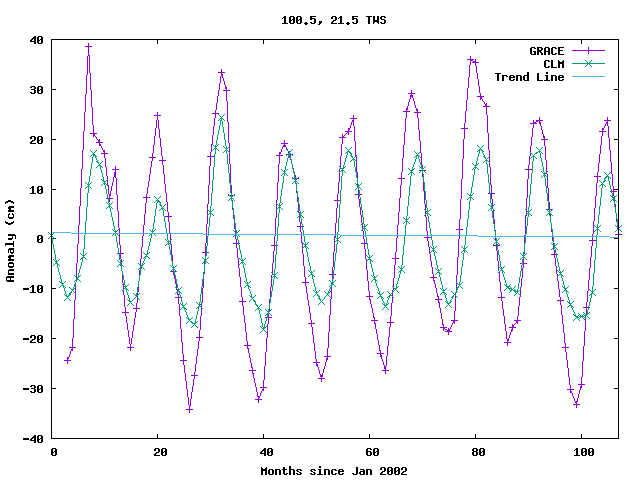 100.5, 21.5 TWS
GRACE
CLM
Trend Line
40
30
20
10
0
-10
-20
-30
-40
Anomaly (cm)
0 20 40 60 80 100
Months since Jan 2002